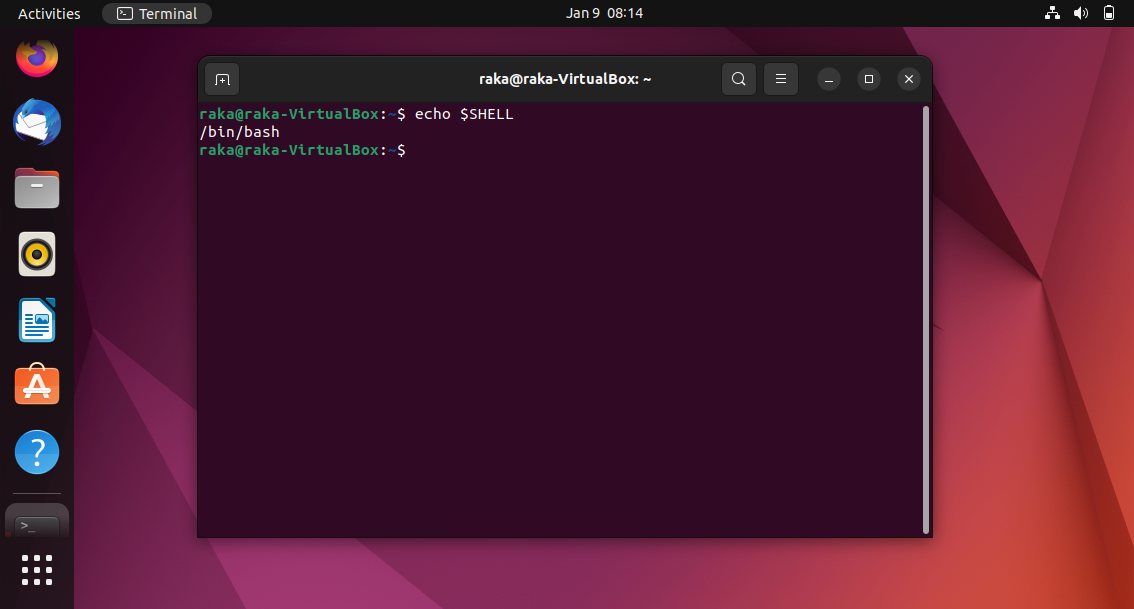 Activities Terminal Jan 9 08:14
raka@raka-VirtualBox: ~
raka@raka-VirtualBox:~$ echo $SHELL
/bin/bash
raka@raka-VirtualBox:~$